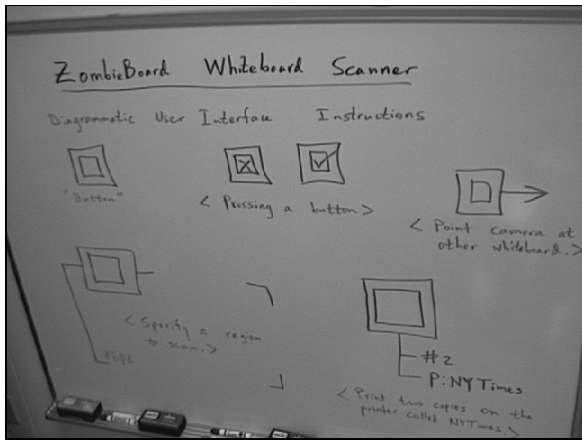 ZombieBoard Whiteboard Scanner
Diagrammatic User Interface Instructions
"Button"
< Pressing a button >
< Point camera at
other whiteboard. >
< Specify a region
to scan. >
#2
P: NYTimes
< Print two copies on the
printer called NYTimes. >